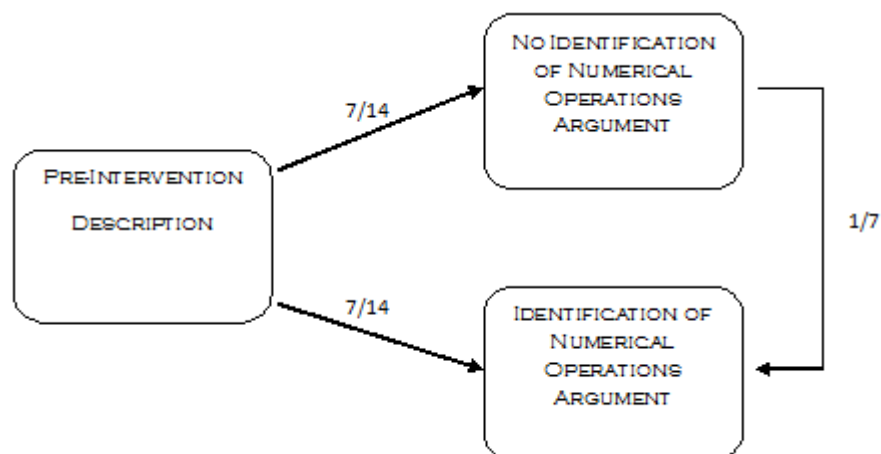 No Identification
of Numerical
Operations
Argument
7/14
Pre-Intervention
Description
1/7
7/14
Identification of
Numerical
Operations
Argument